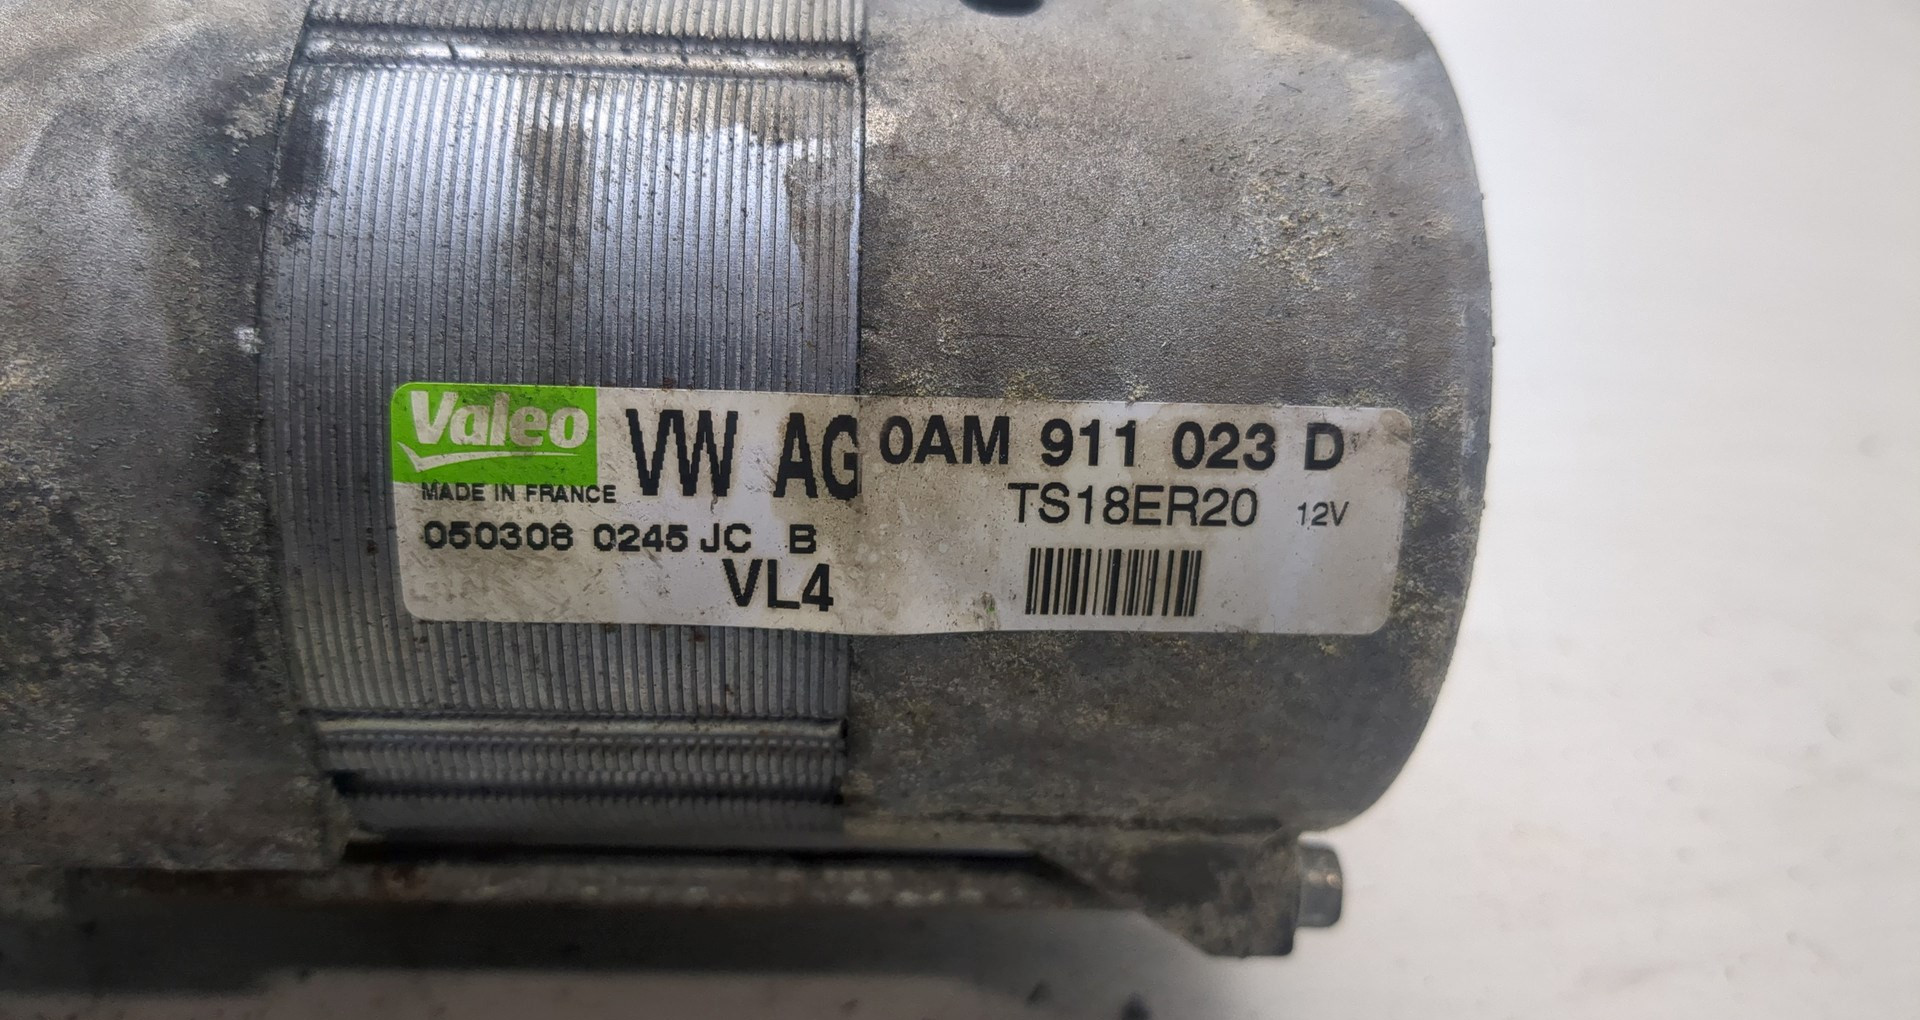 Valeo VW AG 0AM 911 023 D
MADE IN FRANCE TS18ER20 12V
050308 0245 JC B
VL4